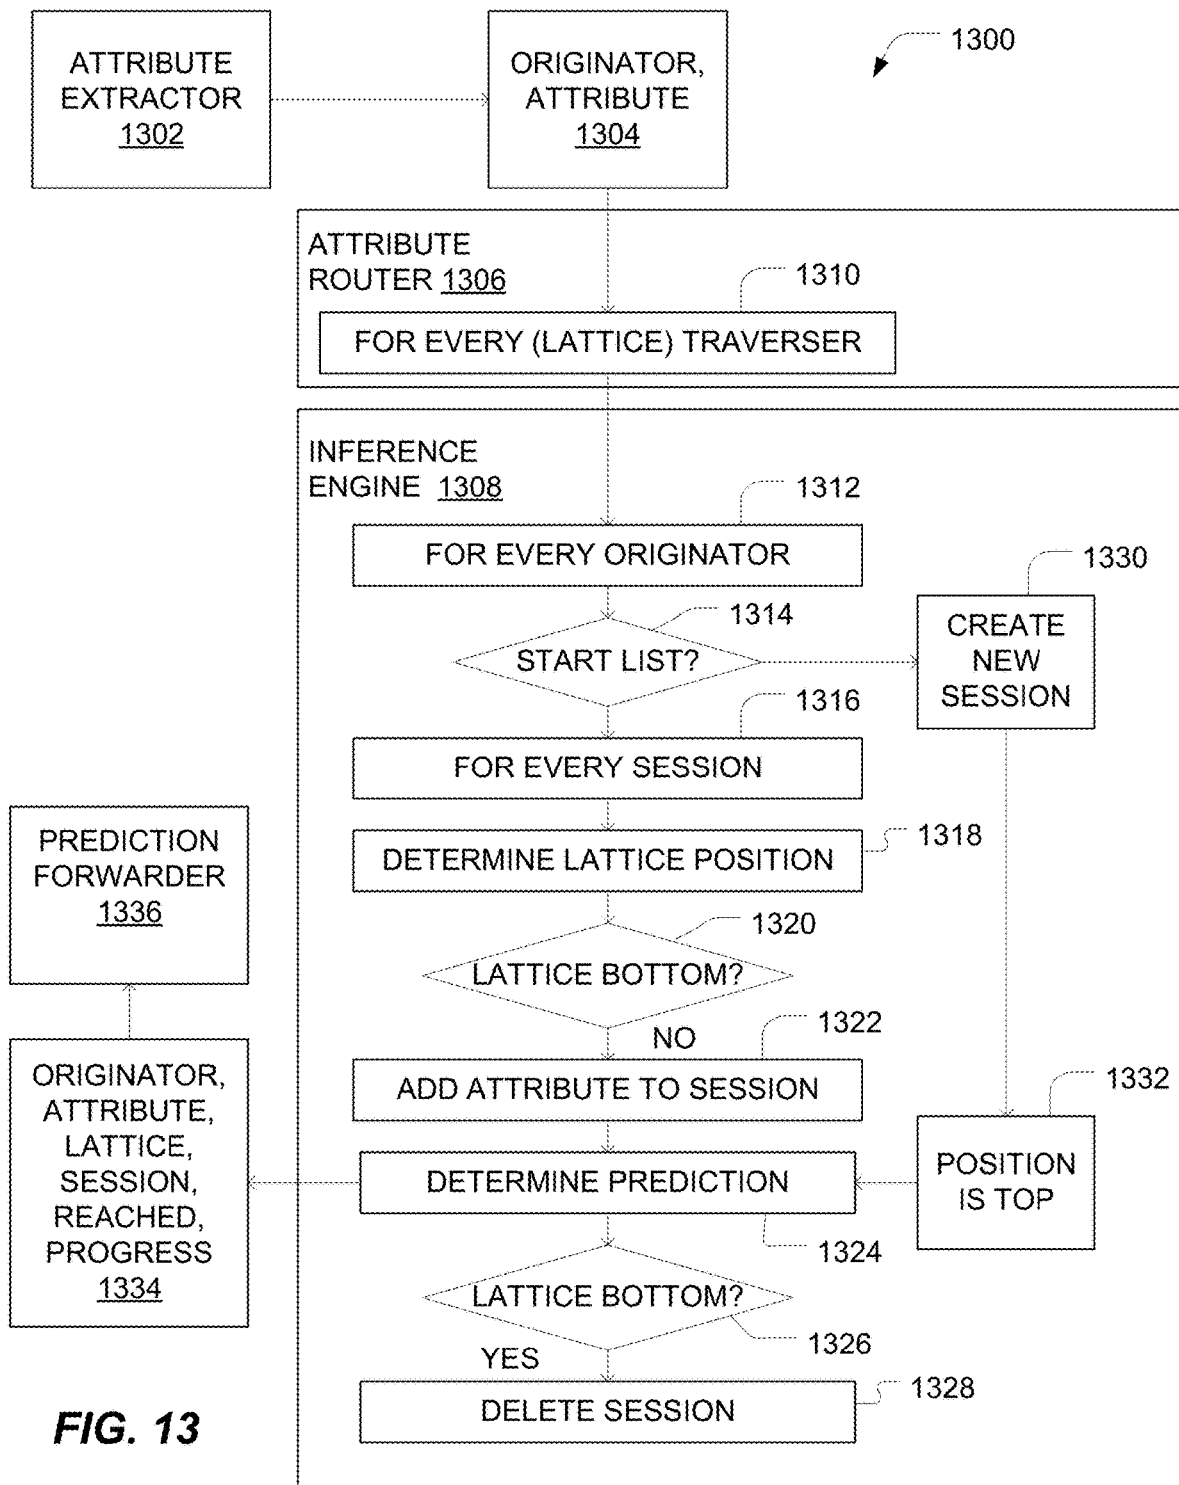 ATTRIBUTE
EXTRACTOR
1302
ORIGINATOR,
ATTRIBUTE
1304
1300
ATTRIBUTE
ROUTER 1306
1310
FOR EVERY (LATTICE) TRAVERSER
INFERENCE
ENGINE 1308
1312
FOR EVERY ORIGINATOR
1314
START LIST?
1330
CREATE
NEW
SESSION
1316
FOR EVERY SESSION
1318
DETERMINE LATTICE POSITION
1320
LATTICE BOTTOM?
NO
1322
ADD ATTRIBUTE TO SESSION
1332
POSITION
IS TOP
DETERMINE PREDICTION
1324
PREDICTION
FORWARDER
1336
ORIGINATOR,
ATTRIBUTE,
LATTICE,
SESSION,
REACHED,
PROGRESS
1334
LATTICE BOTTOM?
1326
YES
1328
DELETE SESSION
FIG. 13